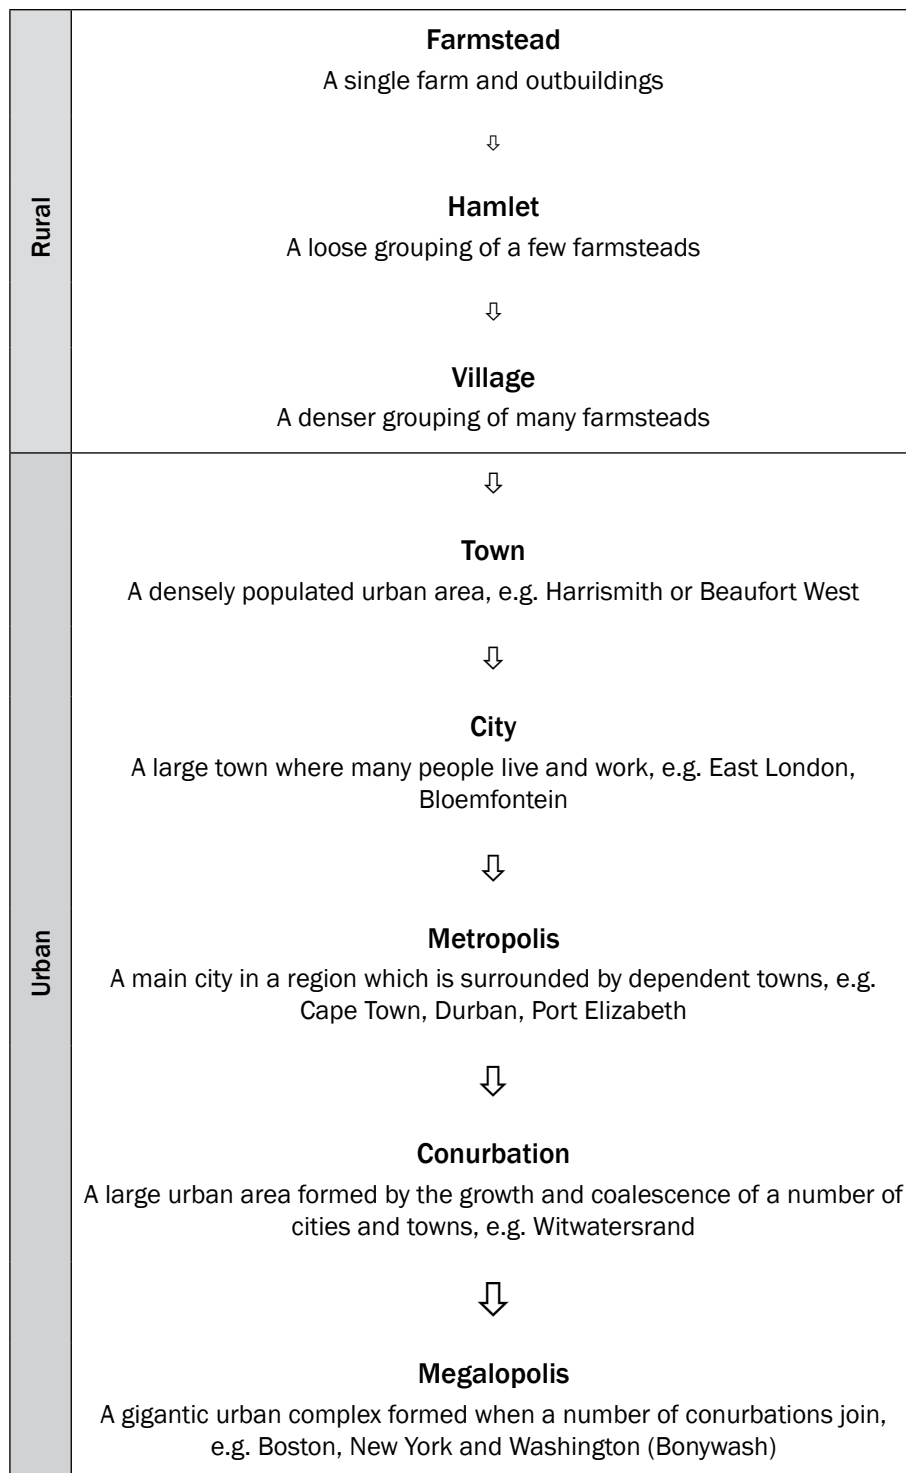 Rural
Farmstead
A single farm and outbuildings
⇩
Hamlet
A loose grouping of a few farmsteads
⇩
Village
A denser grouping of many farmsteads
Urban
⇩
Town
A densely populated urban area, e.g. Harrismith or Beaufort West
⇩
City
A large town where many people live and work, e.g. East London,
Bloemfontein
⇩
Metropolis
A main city in a region which is surrounded by dependent towns, e.g.
Cape Town, Durban, Port Elizabeth
⇩
Conurbation
A large urban area formed by the growth and coalescence of a number of
cities and towns, e.g. Witwatersrand
⇩
Megalopolis
A gigantic urban complex formed when a number of conurbations join,
e.g. Boston, New York and Washington (Bonywash)